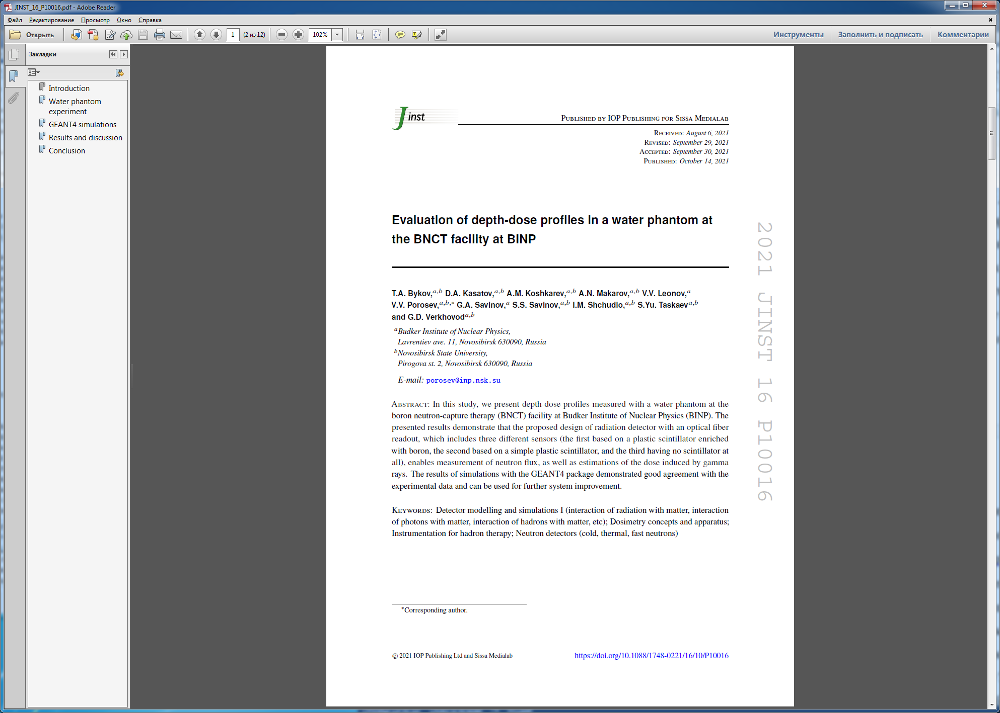 JINST_16_P10016.pdf - Adobe Reader
Файл Редактирование Просмотр Окно Справка
Открыть 1 (2 из 12) 102% Инструменты Заполнить и подписать Комментарии
Закладки
Introduction
Water phantom
experiment
GEANT4 simulations
Results and discussion
Conclusion
Jinst
Published by IOP Publishing for Sissa Medialab
Received: August 6, 2021
Revised: September 29, 2021
Accepted: September 30, 2021
Published: October 14, 2021
Evaluation of depth-dose profiles in a water phantom at
the BNCT facility at BINP
T.A. Bykov,a,b D.A. Kasatov,a,b A.M. Koshkarev,a,b A.N. Makarov,a,b V.V. Leonov,a
V.V. Porosev,a,b,* G.A. Savinov,a S.S. Savinov,a,b I.M. Shchudlo,a,b S.Yu. Taskaeva,b
and G.D. Verkhovoda,b
aBudker Institute of Nuclear Physics,
Lavrentiev ave. 11, Novosibirsk 630090, Russia
bNovosibirsk State University,
Pirogova st. 2, Novosibirsk 630090, Russia
E-mail: porosev@inp.nsk.su
Abstract: In this study, we present depth-dose profiles measured with a water phantom at the
boron neutron-capture therapy (BNCT) facility at Budker Institute of Nuclear Physics (BINP). The
presented results demonstrate that the proposed design of radiation detector with an optical fiber
readout, which includes three different sensors (the first based on a plastic scintillator enriched
with boron, the second based on a simple plastic scintillator, and the third having no scintillator at
all), enables measurement of neutron flux, as well as estimations of the dose induced by gamma
rays. The results of simulations with the GEANT4 package demonstrated good agreement with the
experimental data and can be used for further system improvement.
Keywords: Detector modelling and simulations I (interaction of radiation with matter, interaction
of photons with matter, interaction of hadrons with matter, etc); Dosimetry concepts and apparatus;
Instrumentation for hadron therapy; Neutron detectors (cold, thermal, fast neutrons)
*Corresponding author.
© 2021 IOP Publishing Ltd and Sissa Medialab https://doi.org/10.1088/1748-0221/16/10/P10016
2021 JINST 16 P10016